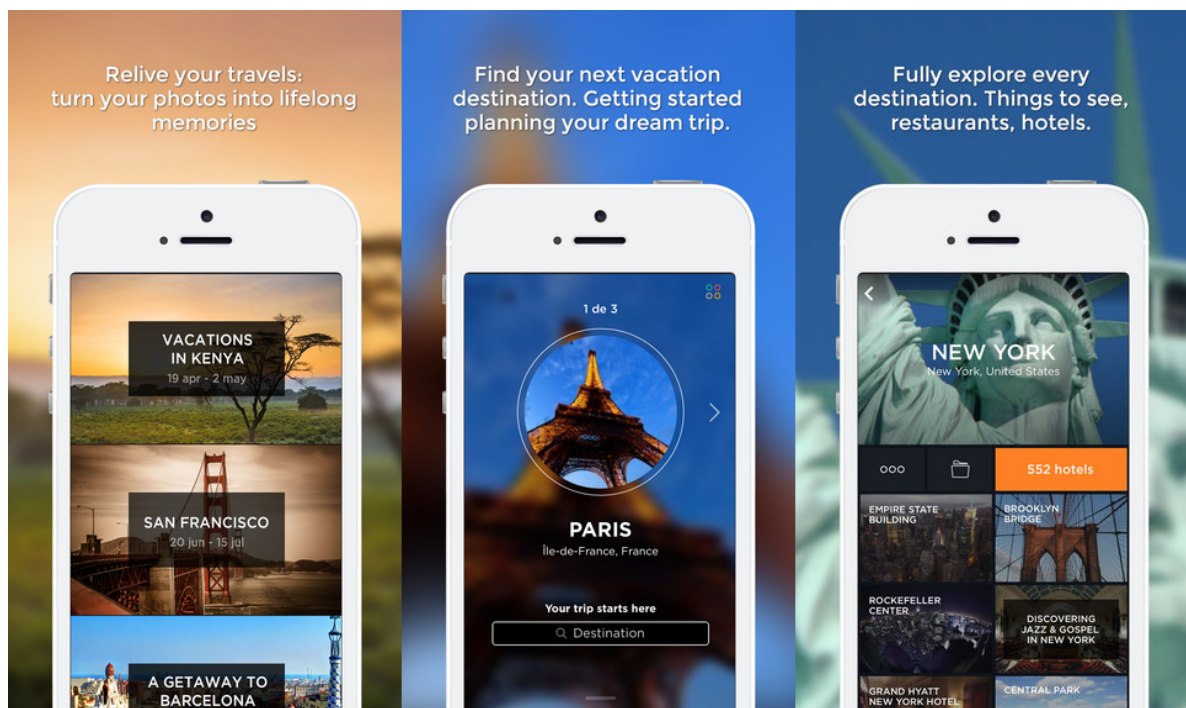 Relive your travels:
turn your photos into lifelong
memories
VACATIONS
IN KENYA
19 apr - 2 may
SAN FRANCISCO
20 jun - 15 jul
A GETAWAY TO
BARCELONA
Find your next vacation
destination. Getting started
planning your dream trip.
1 de 3
PARIS
Île-de-France, France
Your trip starts here
Destination
Fully explore every
destination. Things to see,
restaurants, hotels.
NEW YORK
New York, United States
552 hotels
EMPIRE STATE
BUILDING
BROOKLYN
BRIDGE
ROCKEFELLER
CENTER
DISCOVERING
JAZZ & GOSPEL
IN NEW YORK
GRAND HYATT
NEW YORK HOTEL
CENTRAL PARK